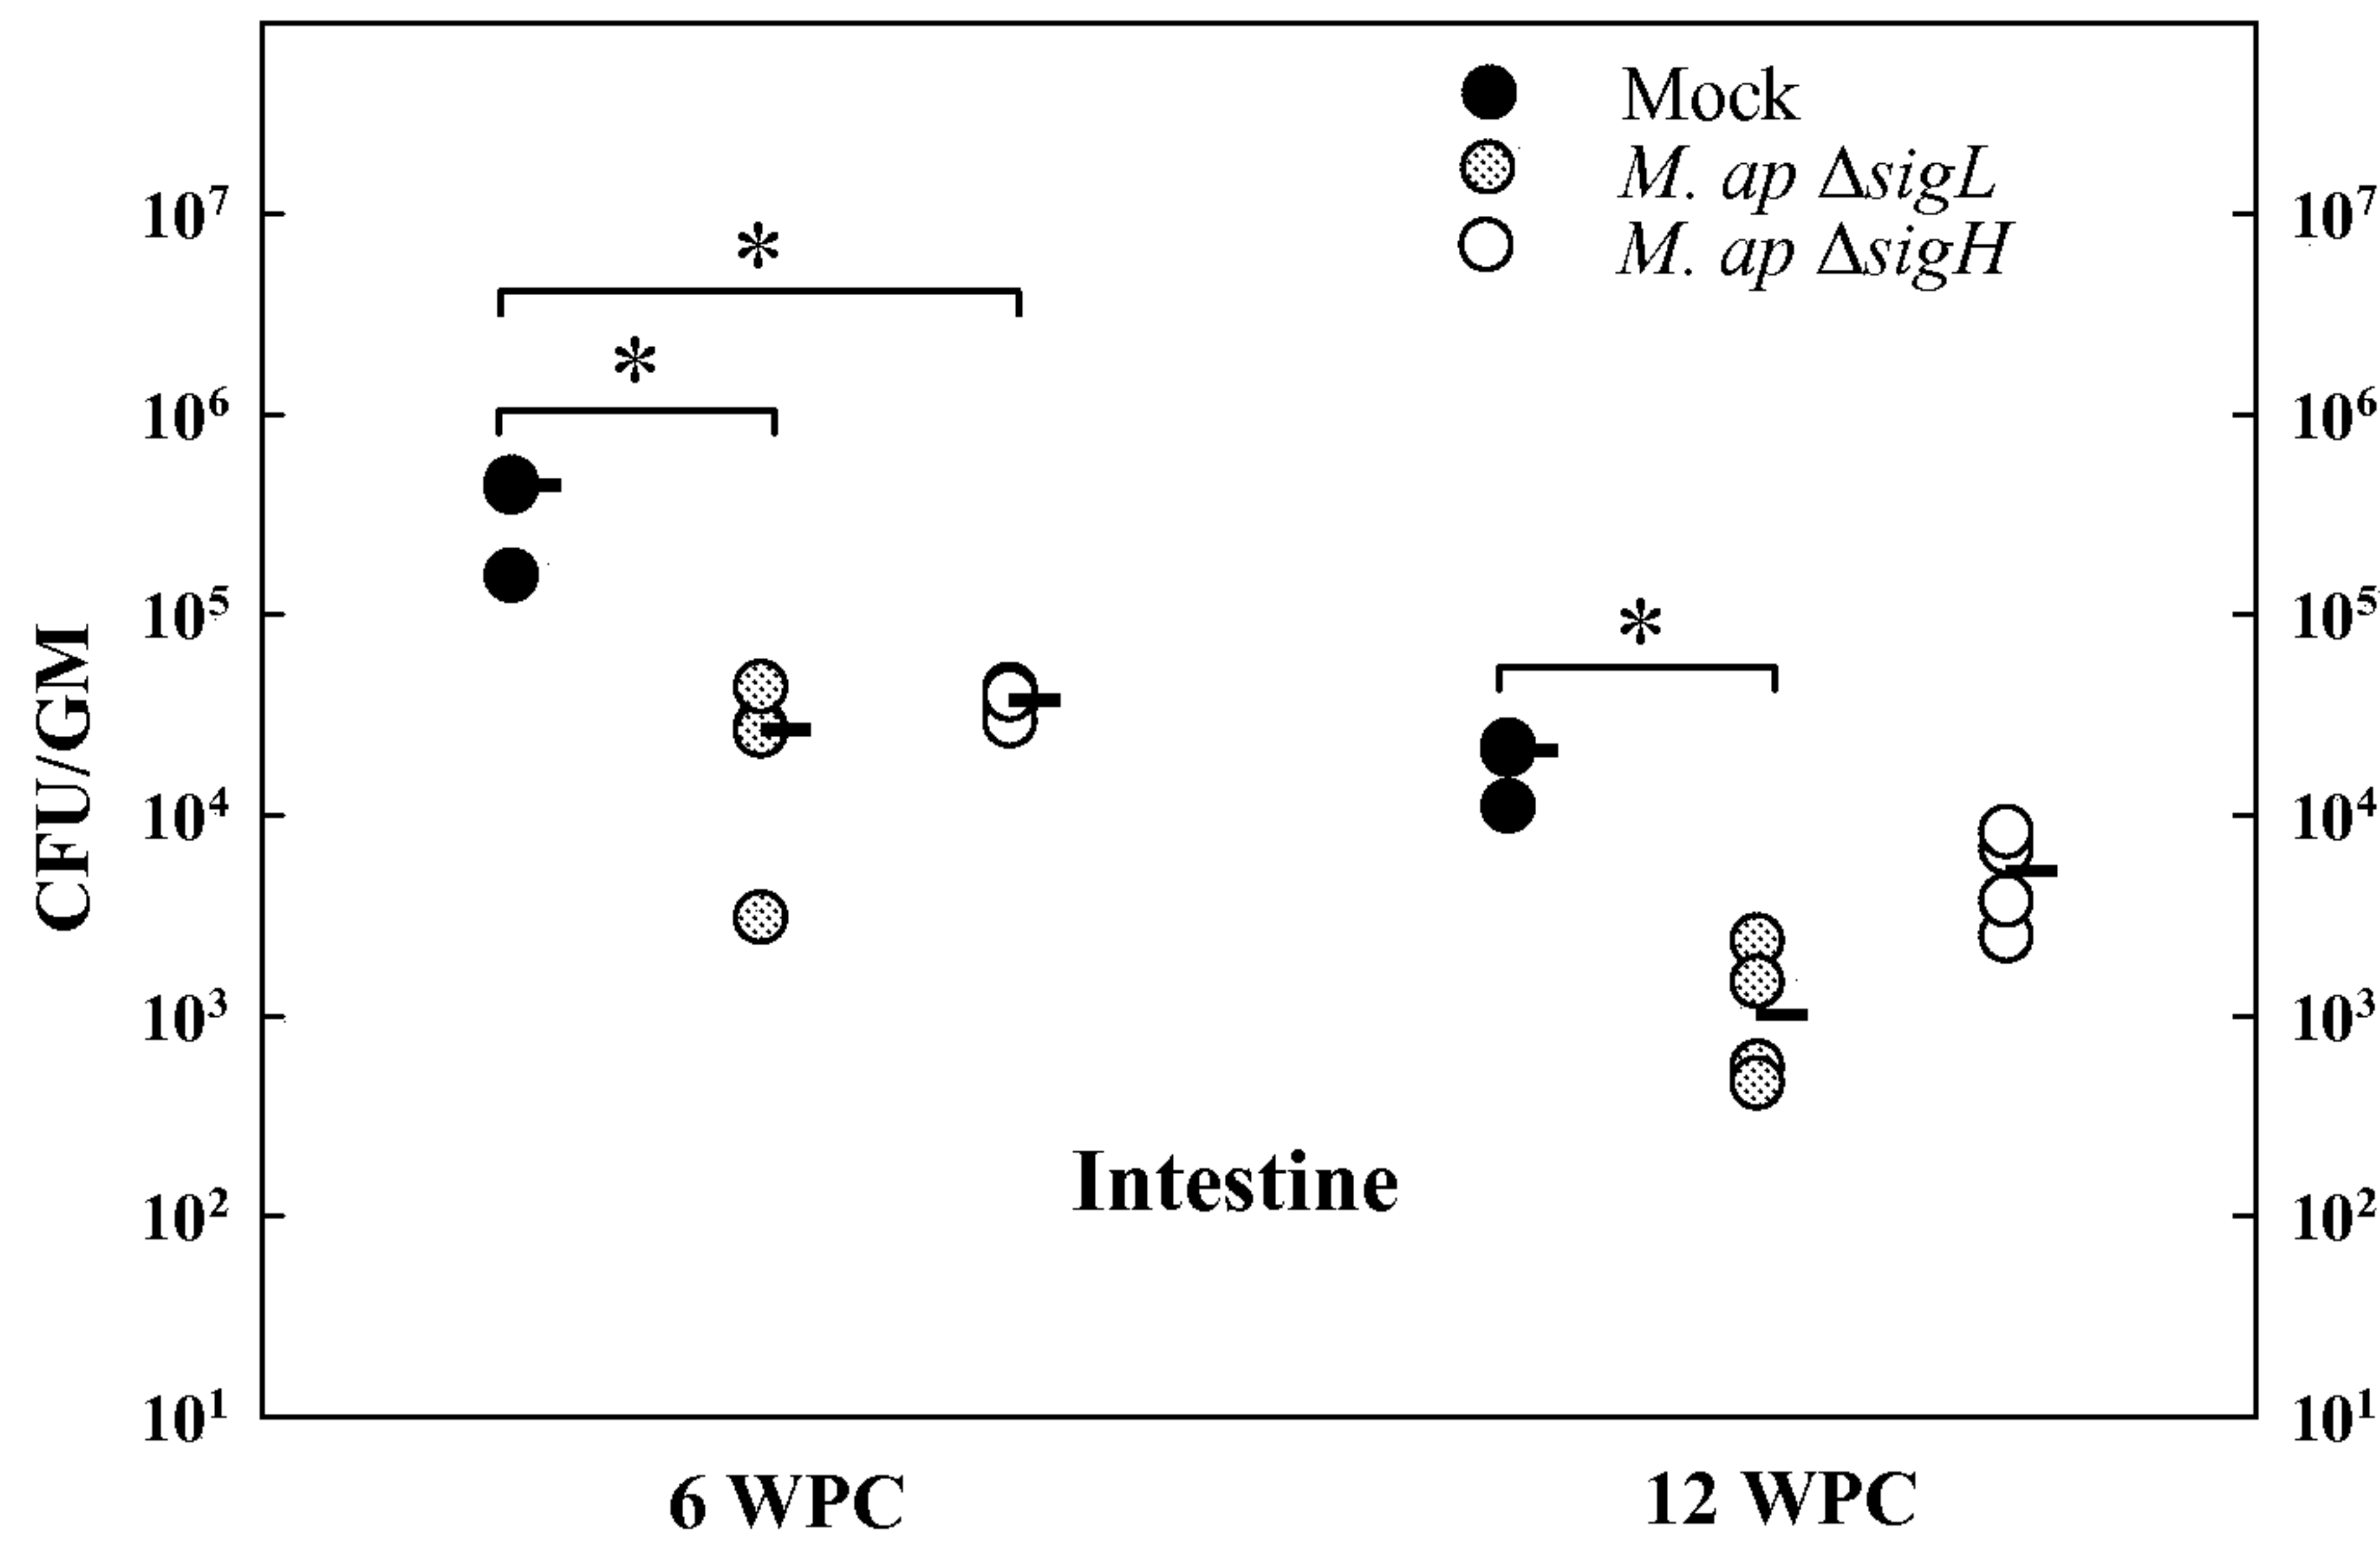 Mock
M. ap ΔsigL
M. ap ΔsigH
10⁷
10⁶
10⁵
10⁴
10³
10²
10¹
CFU/GM
10⁷
10⁶
10⁵
10⁴
10³
10²
10¹
*
*
*
Intestine
6 WPC
12 WPC